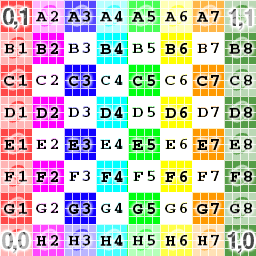 0,1 A2 A3 A4 A5 A6 A7 1,1
B1 B2 B3 B4 B5 B6 B7 B8
C1 C2 C3 C4 C5 C6 C7 C8
D1 D2 D3 D4 D5 D6 D7 D8
E1 E2 E3 E4 E5 E6 E7 E8
F1 F2 F3 F4 F5 F6 F7 F8
G1 G2 G3 G4 G5 G6 G7 G8
0,0 H2 H3 H4 H5 H6 H7 1,0